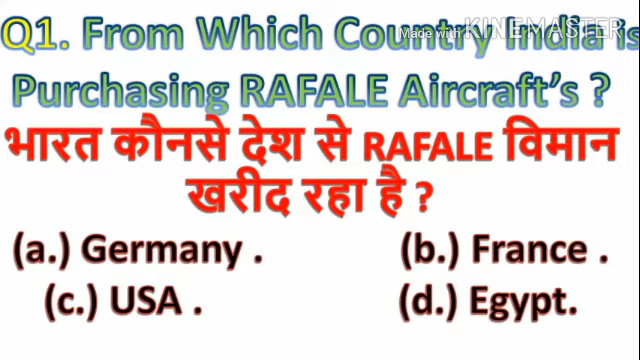 Q1. From Which Country India is
Made with KINEMASTER
Purchasing RAFALE Aircraft's ?
भारत कौनसे देश से RAFALE विमान
खरीद रहा है ?
(a.) Germany . (b.) France .
(c.) USA . (d.) Egypt.